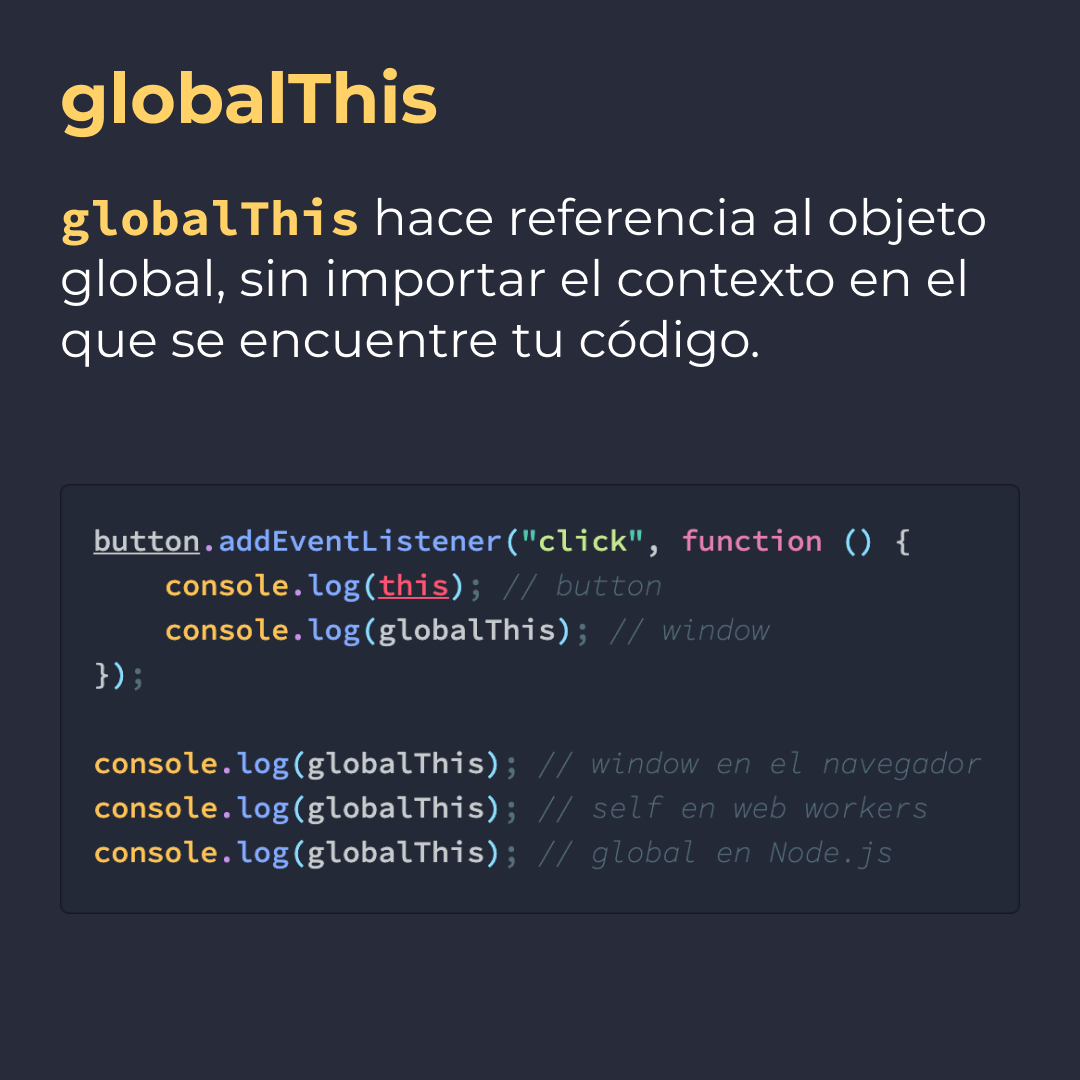 globalThis
globalThis hace referencia al objeto
global, sin importar el contexto en el
que se encuentre tu código.
button.addEventListener("click", function () {
    console.log(this); // button
    console.log(globalThis); // window
});
console.log(globalThis); // window en el navegador
console.log(globalThis); // self en web workers
console.log(globalThis); // global en Node.js